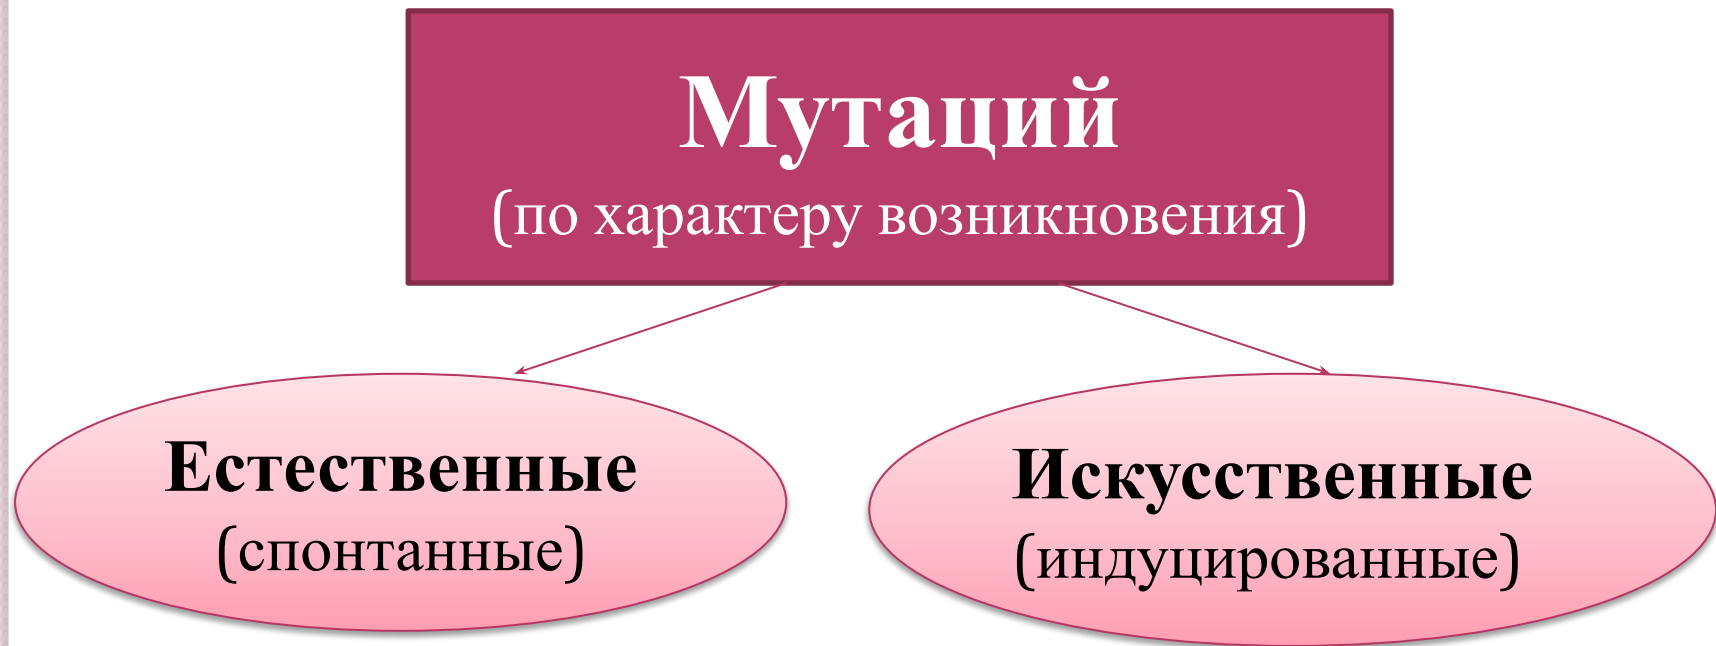 Мутаций
(по характеру возникновения)
Естественные
(спонтанные)
Искусственные
(индуцированные)